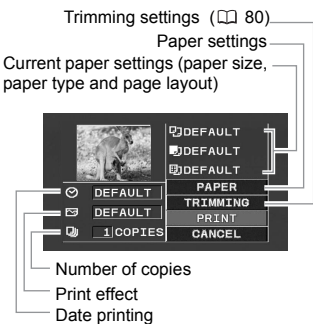 Trimming settings (80)
Paper settings
Current paper settings (paper size,
paper type and page layout)
DEFAULT
DEFAULT
DEFAULT
DEFAULT PAPER
TRIMMING
DEFAULT PRINT
1 COPIES CANCEL
Number of copies
Print effect
Date printing